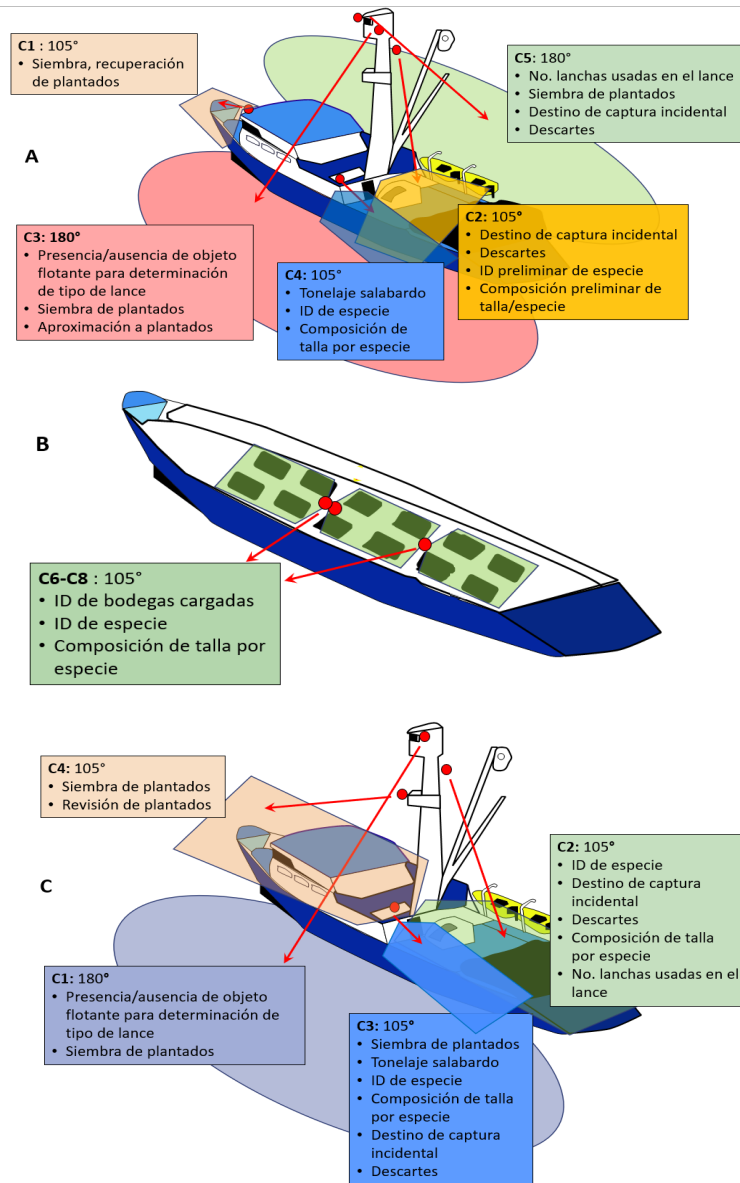 C1 : 105°
• Siembra, recuperación
de plantados
C5: 180°
• No. lanchas usadas en el lance
• Siembra de plantados
• Destino de captura incidental
• Descartes
A
C3: 180°
• Presencia/ausencia de objeto
flotante para determinación
de tipo de lance
• Siembra de plantados
• Aproximación a plantados
C4: 105°
• Tonelaje salabardo
• ID de especie
• Composición de
talla por especie
C2: 105°
• Destino de captura incidental
• Descartes
• ID preliminar de especie
• Composición preliminar de
talla/especie
B
C6-C8 : 105°
• ID de bodegas cargadas
• ID de especie
• Composición de talla por
especie
C4: 105°
• Siembra de plantados
• Revisión de plantados
C
C2: 105°
• ID de especie
• Destino de captura
incidental
• Descartes
• Composición de talla
por especie
• No. lanchas usadas en el
lance
C1: 180°
• Presencia/ausencia de objeto
flotante para determinación de
tipo de lance
• Siembra de plantados
C3: 105°
• Siembra de plantados
• Tonelaje salabardo
• ID de especie
• Composición de talla
por especie
• Destino de captura
incidental
• Descartes